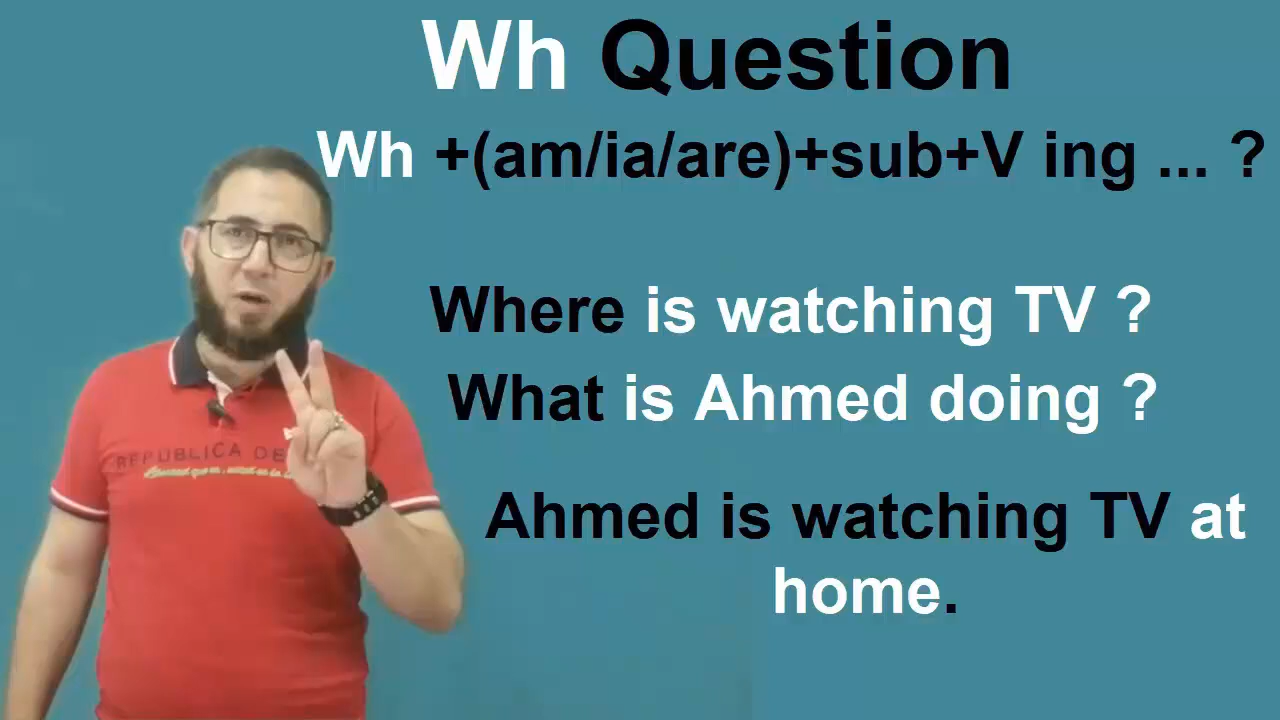 Wh Question
Wh +(am/ia/are)+sub+V ing ... ?
Where is watching TV ?
What is Ahmed doing ?
Ahmed is watching TV at
home.
REPUBLICA DE